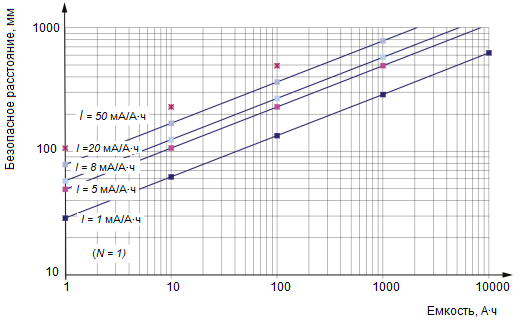 Безопасное расстояние, мм
1000
100
10
I = 50 мА/А·ч
I =20 мА/А·ч
I = 8 мА/А·ч
I = 5 мА/А·ч
I = 1 мА/А·ч
(N = 1)
1 10 100 1000 10000
Емкость, А·ч